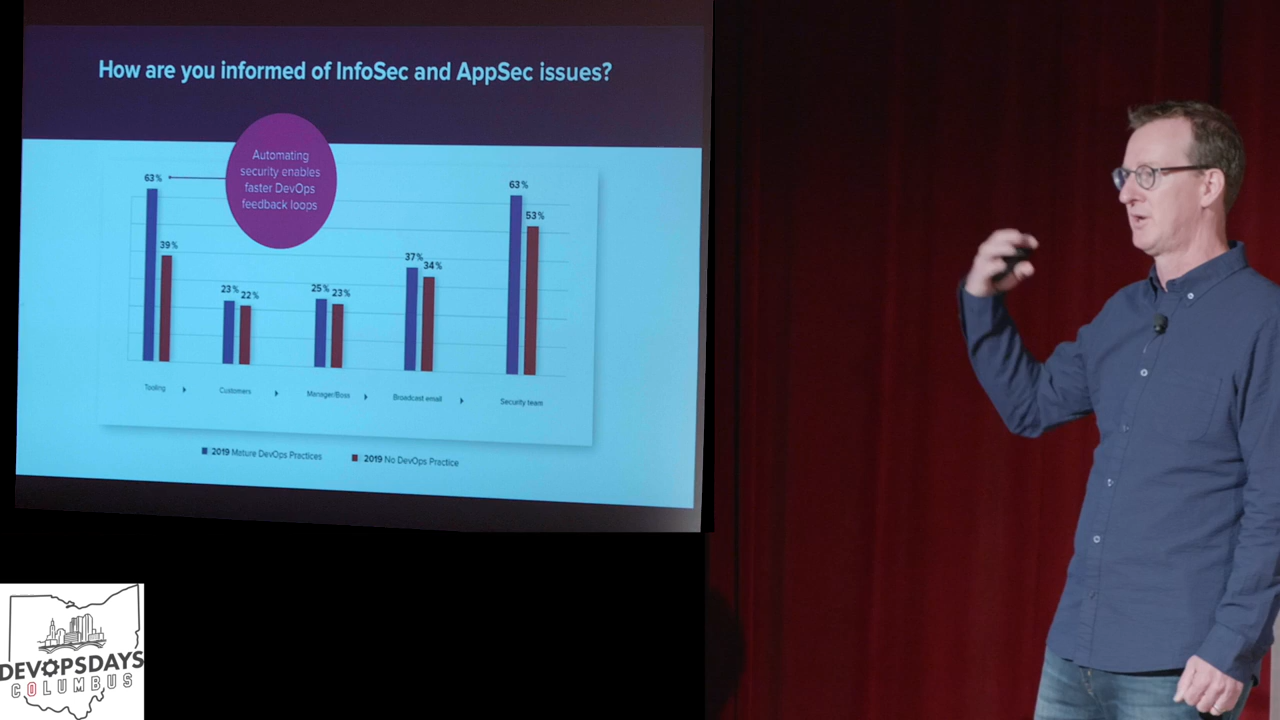 How are you informed of InfoSec and AppSec issues?
Automating
security enables
faster DevOps
feedback loops
63%
39%
23%
22%
25%
23%
37%
34%
63%
53%
Tooling
Customers
Manager/Boss
Broadcast email
Security team
2019 Mature DevOps Practices
2019 No DevOps Practice
DEVOPSDAYS
COLUMBUS